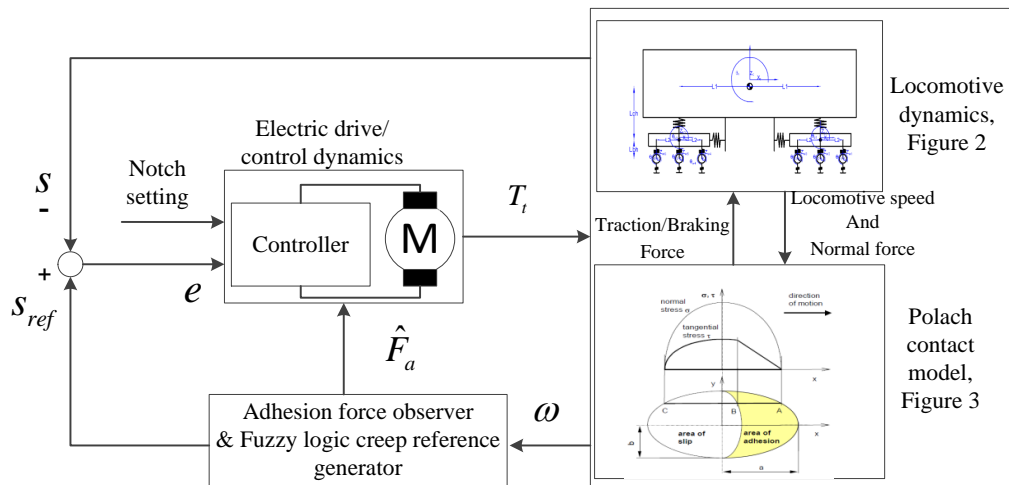 Electric drive/
control dynamics
Notch
setting
Controller
M
T_t
s
-
+
s_ref
e
F̂_a
ω
Adhesion force observer
& Fuzzy logic creep reference
generator
L1
L1
Locomotive
dynamics,
Figure 2
Traction/Braking
Force
Locomotive speed
And
Normal force
σ, τ
normal
stress σ
direction
of motion
tangential
stress τ
x
y
C
B
A
x
area of
slip
area of
adhesion
b
a
Polach
contact
model,
Figure 3